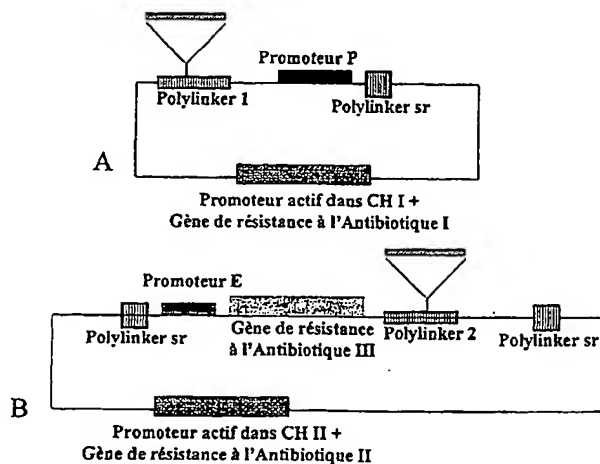 Promoteur P
Polylinker 1
Polylinker sr
A
Promoteur actif dans CH I +
Gène de résistance à l'Antibiotique I
Promoteur E
Polylinker sr
Gène de résistance
à l'Antibiotique III
Polylinker 2
Polylinker sr
B
Promoteur actif dans CH II +
Gène de résistance à l'Antibiotique II